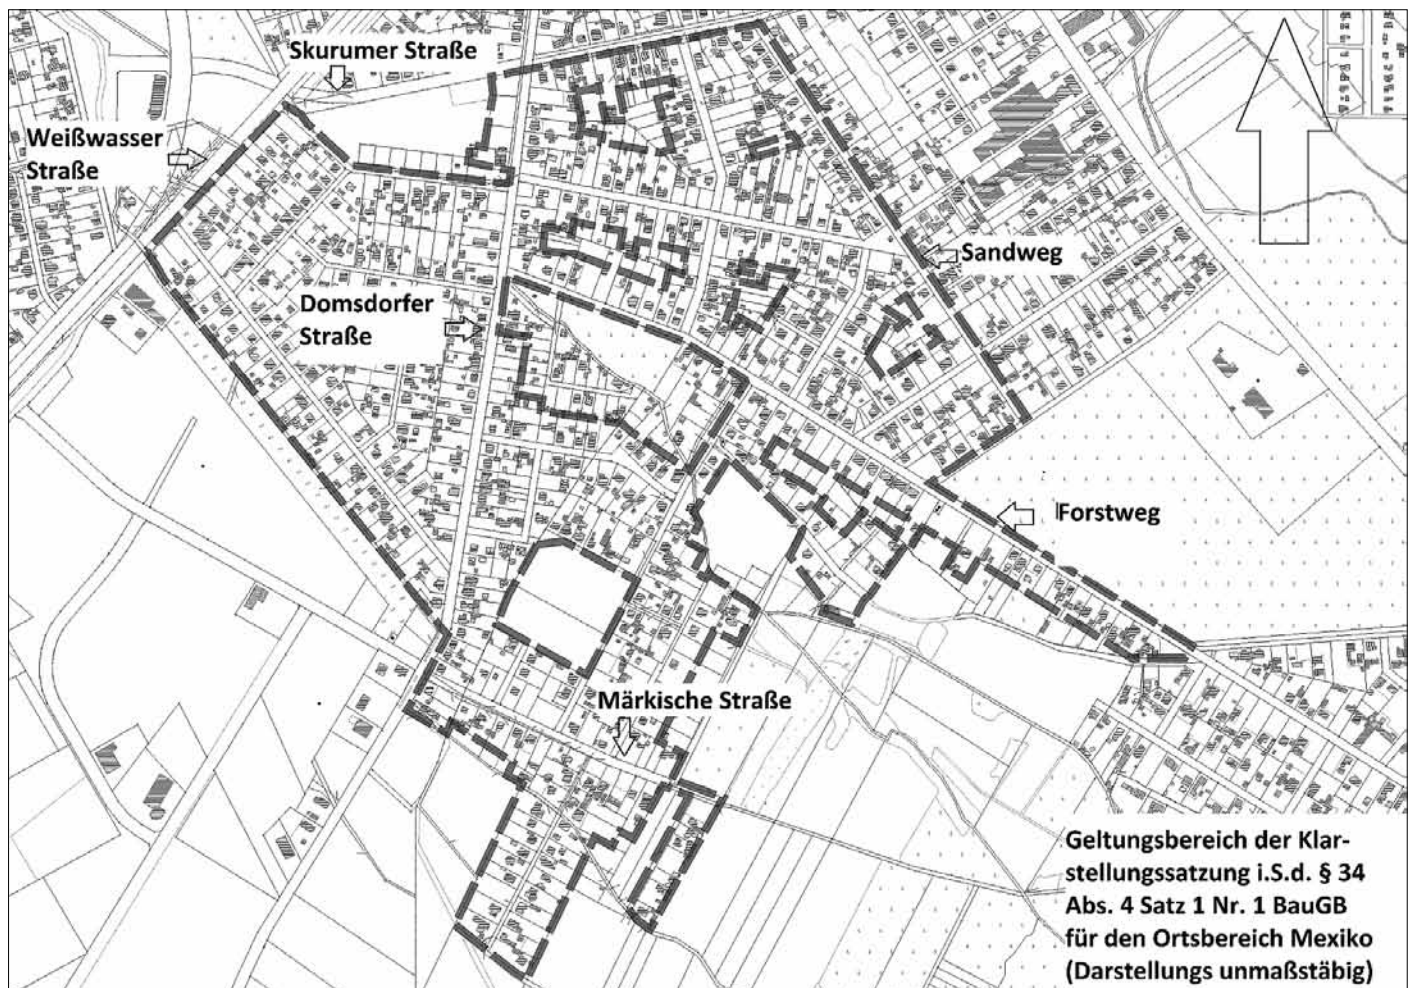 Skurumer Straße
Weißwasser
Straße
Sandweg
Domsdorfer
Straße
Forstweg
Märkische Straße
Geltungsbereich der Klar-
stellungssatzung i.S.d. § 34
Abs. 4 Satz 1 Nr. 1 BauGB
für den Ortsbereich Mexiko
(Darstellungs unmaßstäbig)